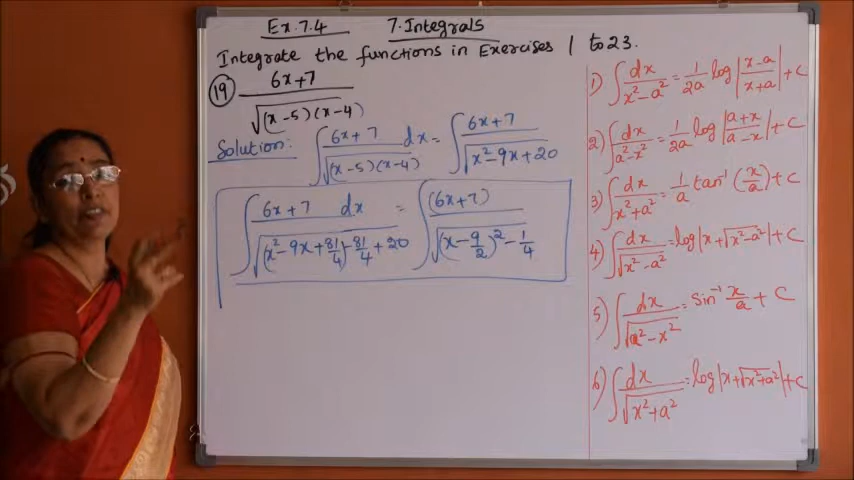 Ex.7.4 7.Integrals
Integrate the functions in Exercises 1 to 23.
19) 6x+7 / √(x-5)(x-4)
Solution: ∫ 6x+7 / √(x-5)(x-4) dx = ∫ 6x+7 / √x²-9x+20
∫ 6x+7 dx / √(x²-9x+81/4)-81/4+20 = ∫ (6x+7) / √(x-9/2)²-1/4
1) ∫ dx / x²-a² = 1/2a log|x-a / x+a|+C
2) ∫ dx / a²-x² = 1/2a log|a+x / a-x|+C
3) ∫ dx / x²+a² = 1/a tan⁻¹(x/a)+C
4) ∫ dx / √x²-a² = log|x+√x²-a²|+C
5) ∫ dx / √a²-x² = sin⁻¹ x/a + C
6) ∫ dx / √x²+a² = log|x+√x²+a²|+C